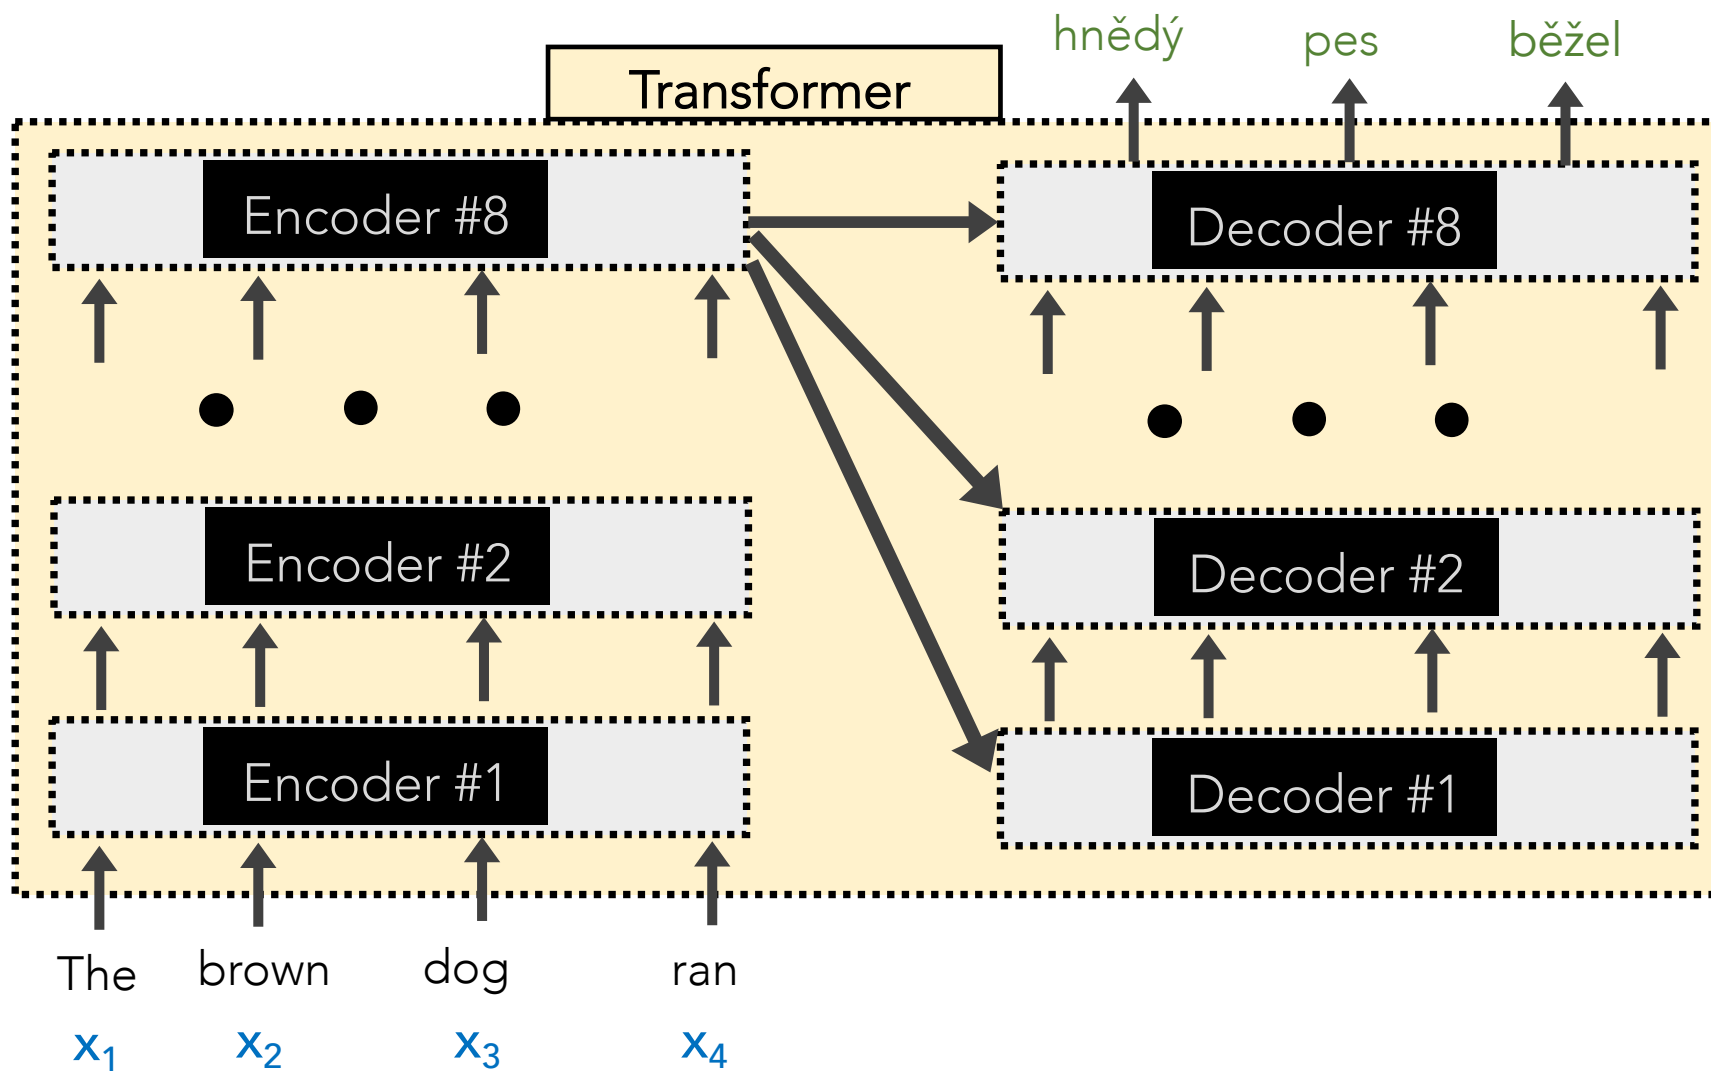 hnědý pes běžel
Transformer
Encoder #8
Decoder #8
Encoder #2
Decoder #2
Encoder #1
Decoder #1
The brown dog ran
x1 x2 x3 x4